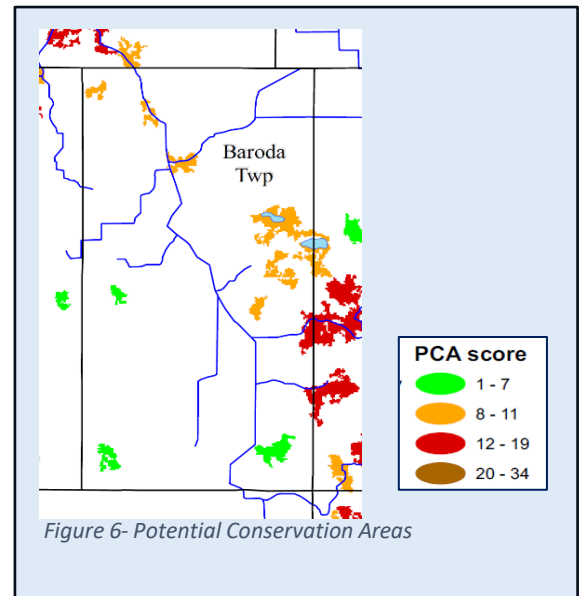 Baroda
Twp
PCA score
1 - 7
8 - 11
12 - 19
20 - 34
Figure 6- Potential Conservation Areas